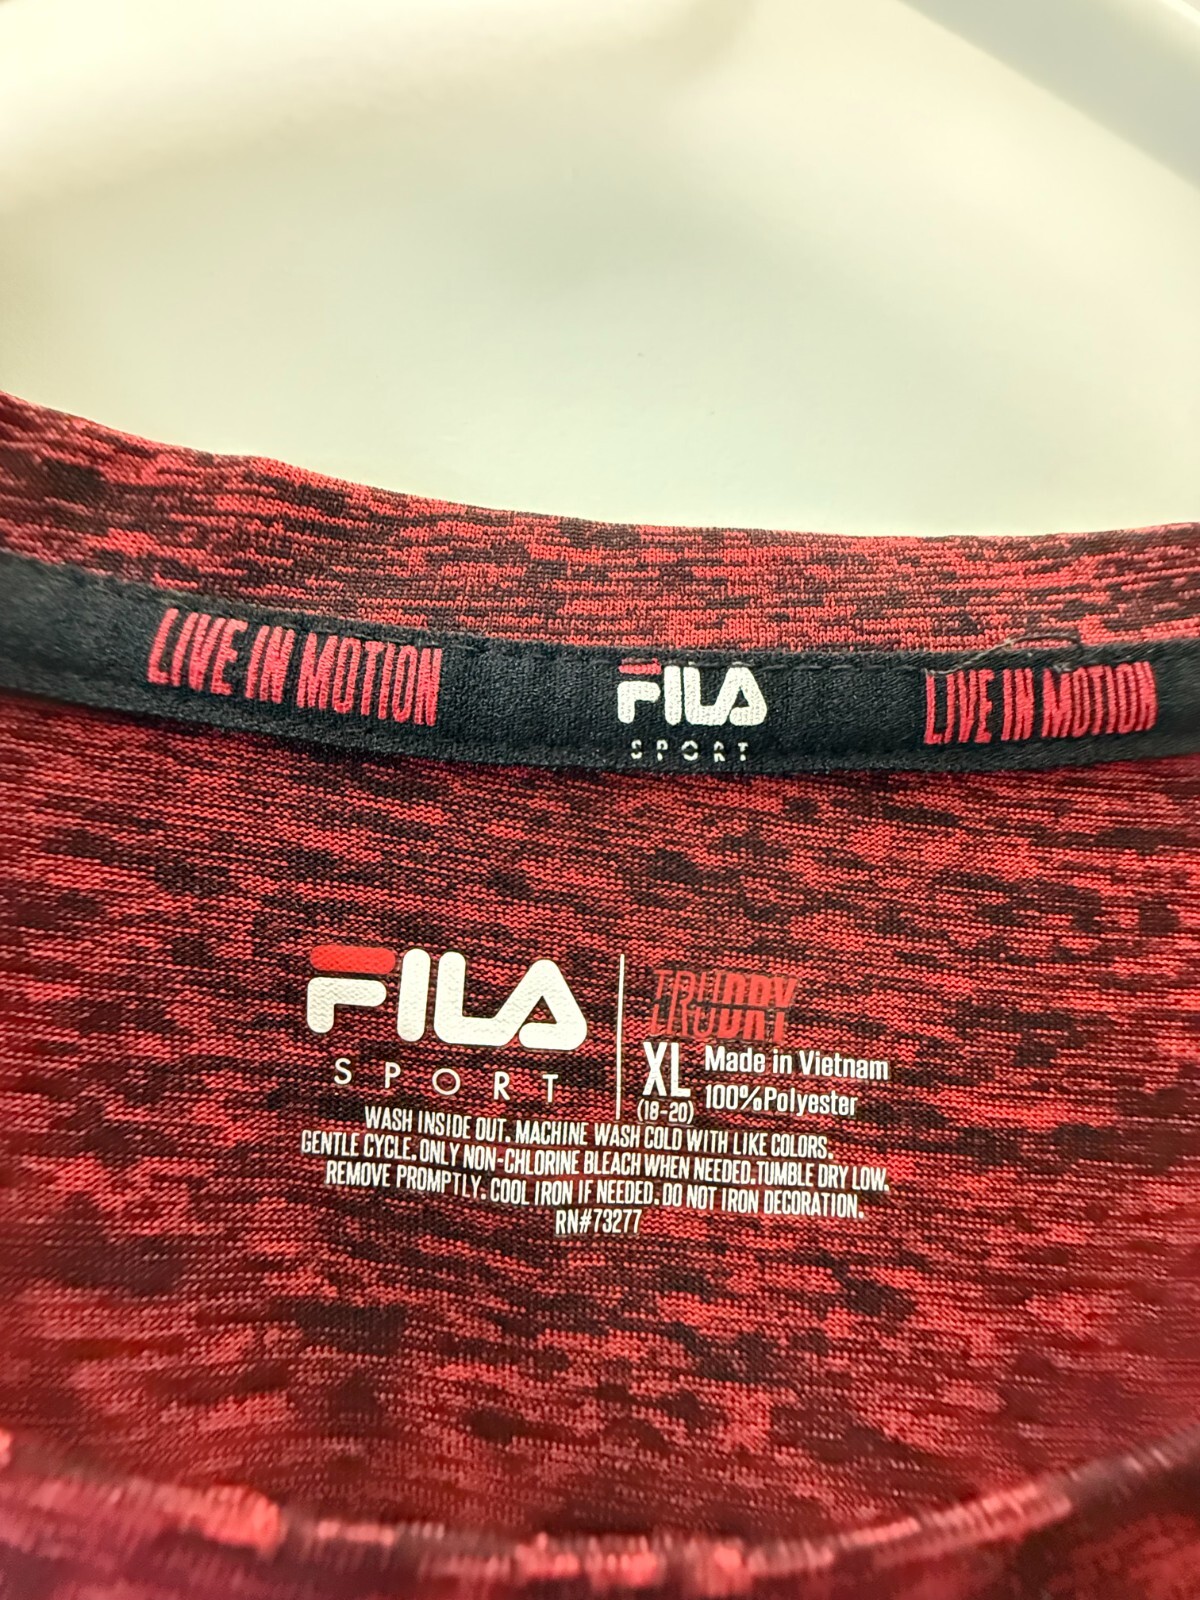 LIVE IN MOTION
FILA
SPORT
LIVE IN MOTION
FILA
SPORT
TRUDRY
XL
(18-20)
Made in Vietnam
100%Polyester
WASH INSIDE OUT. MACHINE WASH COLD WITH LIKE COLORS.
GENTLE CYCLE. ONLY NON-CHLORINE BLEACH WHEN NEEDED.TUMBLE DRY LOW.
REMOVE PROMPTLY. COOL IRON IF NEEDED. DO NOT IRON DECORATION.
RN#73277